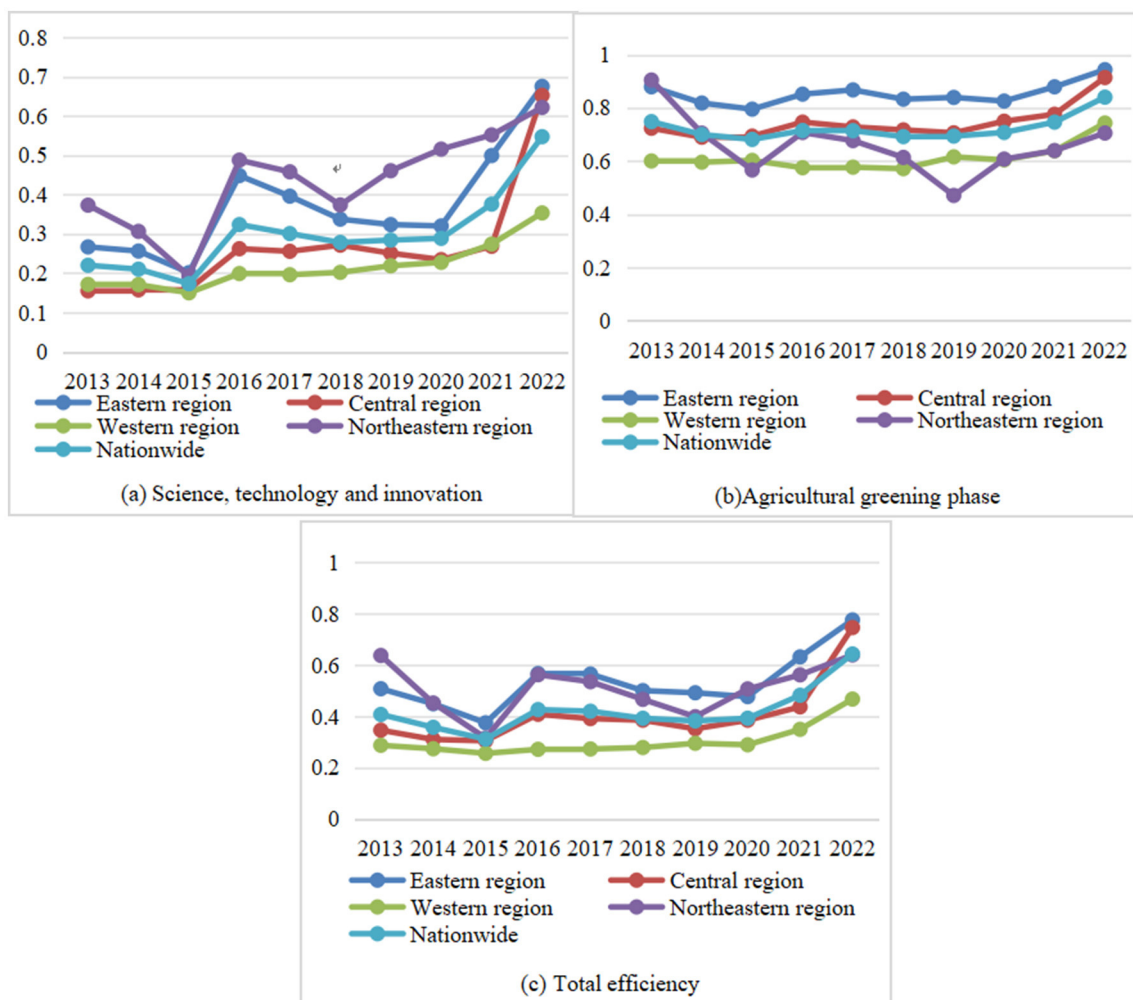 0.8
0.7
0.6
0.5
0.4
0.3
0.2
0.1
0
2013 2014 2015 2016 2017 2018 2019 2020 2021 2022
Eastern region Central region
Western region Northeastern region
Nationwide
(a) Science, technology and innovation
1
0.8
0.6
0.4
0.2
0
2013 2014 2015 2016 2017 2018 2019 2020 2021 2022
Eastern region Central region
Western region Northeastern region
Nationwide
(b)Agricultural greening phase
1
0.8
0.6
0.4
0.2
0
2013 2014 2015 2016 2017 2018 2019 2020 2021 2022
Eastern region Central region
Western region Northeastern region
Nationwide
(c) Total efficiency